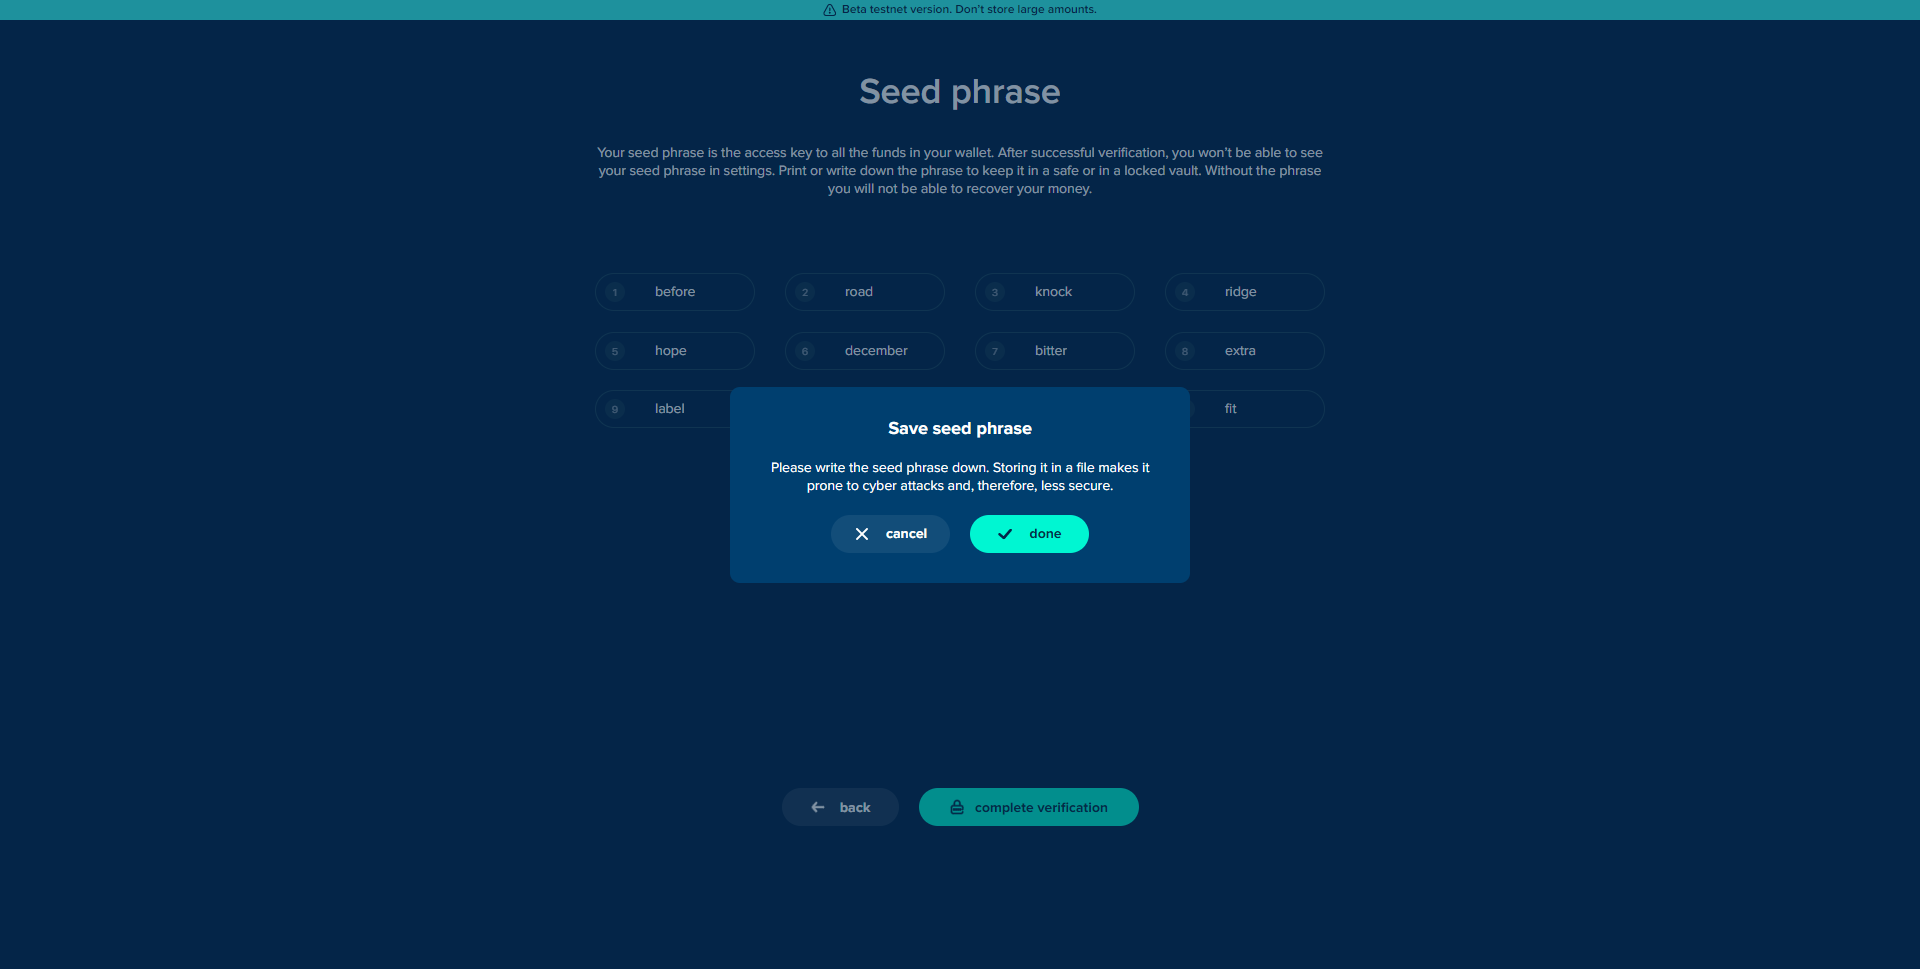 Beta testnet version. Don't store large amounts.
Seed phrase
Your seed phrase is the access key to all the funds in your wallet. After successful verification, you won't be able to see
your seed phrase in settings. Print or write down the phrase to keep it in a safe or in a locked vault. Without the phrase
you will not be able to recover your money.
1 before 2 road 3 knock 4 ridge
5 hope 6 december 7 bitter 8 extra
9 label fit
Save seed phrase
Please write the seed phrase down. Storing it in a file makes it
prone to cyber attacks and, therefore, less secure.
cancel done
back complete verification